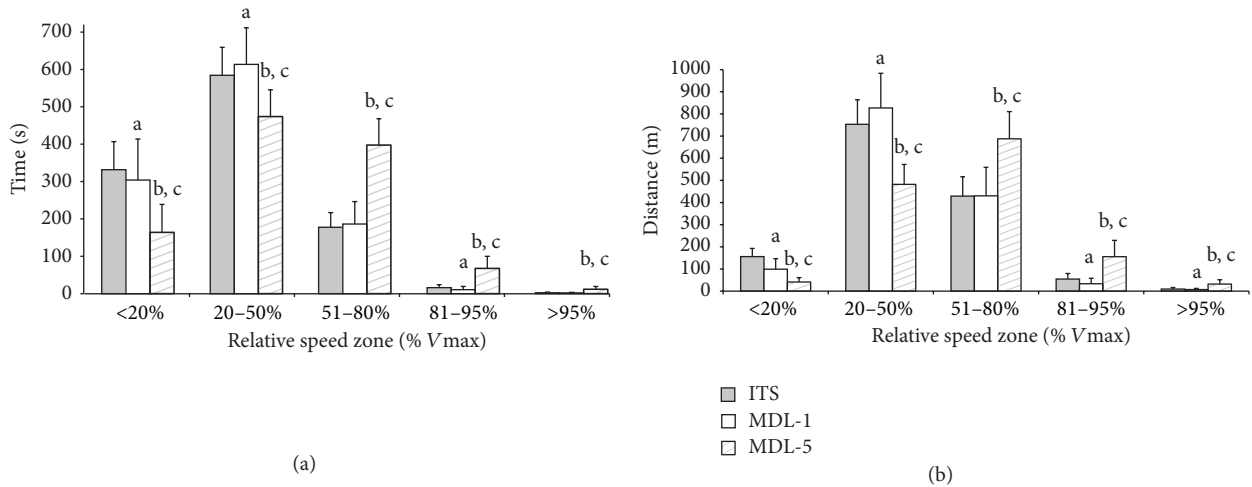 Time (s)
700
600
500
400
300
200
100
0
a
b, c
a
b, c
b, c
a
b, c
b, c
<20%
20–50%
51–80%
81–95%
>95%
Relative speed zone (% Vmax)
(a)
Distance (m)
1000
900
800
700
600
500
400
300
200
100
0
a
b, c
a
b, c
b, c
a
b, c
a
b, c
<20%
20–50%
51–80%
81–95%
>95%
Relative speed zone (% Vmax)
ITS
MDL-1
MDL-5
(b)